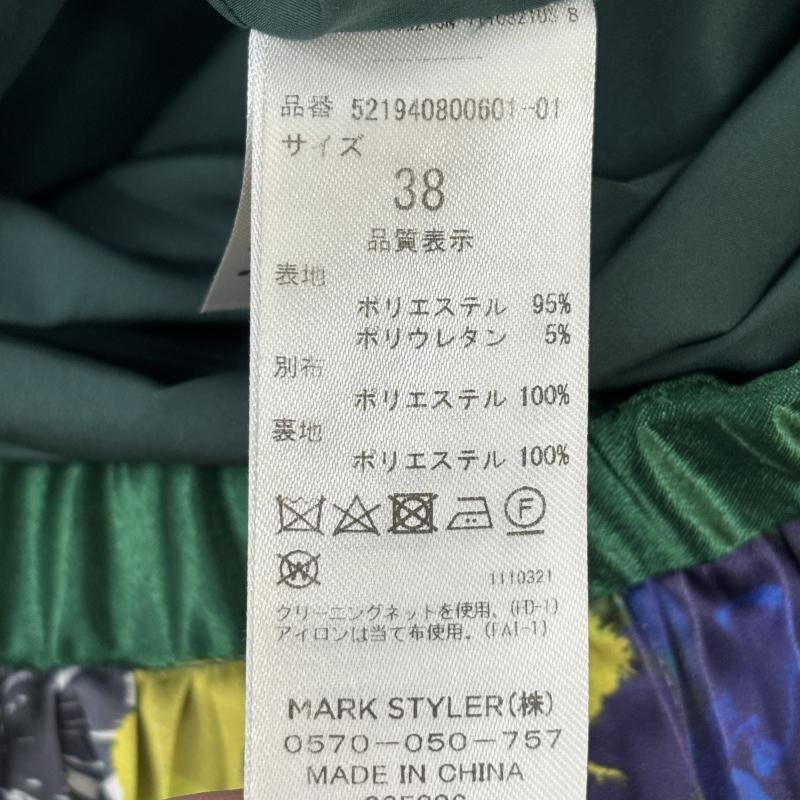 品番 521940800601-01
サイズ
38
品質表示
表地
ポリエステル 95%
ポリウレタン 5%
別布
ポリエステル 100%
裏地
ポリエステル 100%
F
W
1110321
クリーニングネットを使用。(FD-1)
アイロンは当て布使用。(FAI-1)
MARK STYLER(株)
0570-050-757
MADE IN CHINA